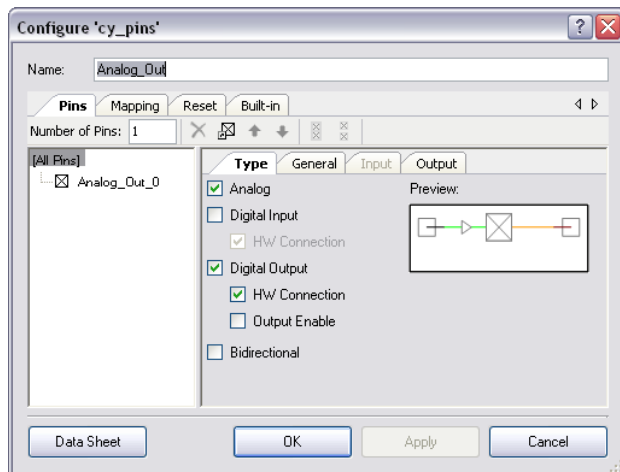 Configure 'cy_pins'
Name: Analog_Out
Pins Mapping Reset Built-in
Number of Pins: 1
[All Pins]
Analog_Out_0
Type General Input Output
Analog
Preview:
Digital Input
HW Connection
Digital Output
HW Connection
Output Enable
Bidirectional
Data Sheet OK Apply Cancel